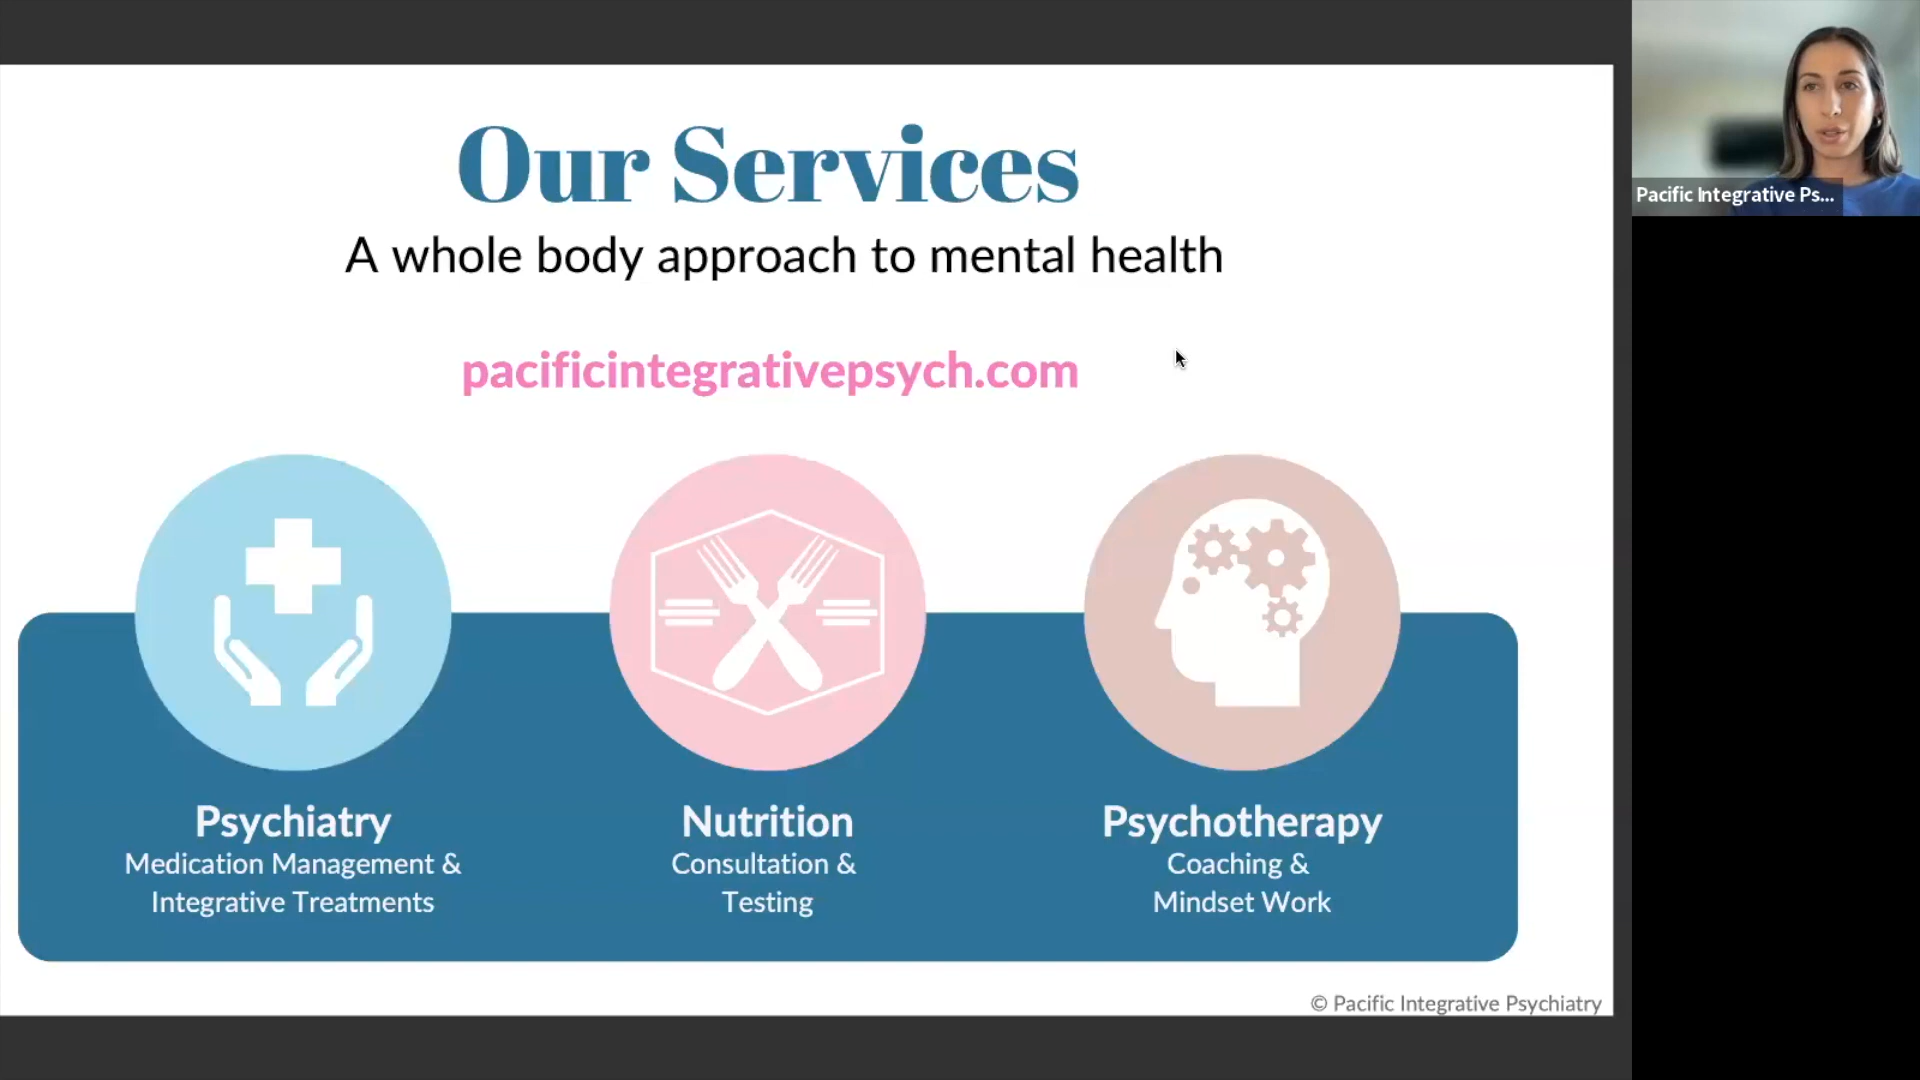 Our Services
A whole body approach to mental health
pacificintegrativepsych.com
Psychiatry
Medication Management &
Integrative Treatments
Nutrition
Consultation &
Testing
Psychotherapy
Coaching &
Mindset Work
© Pacific Integrative Psychiatry
Pacific Integrative Ps...